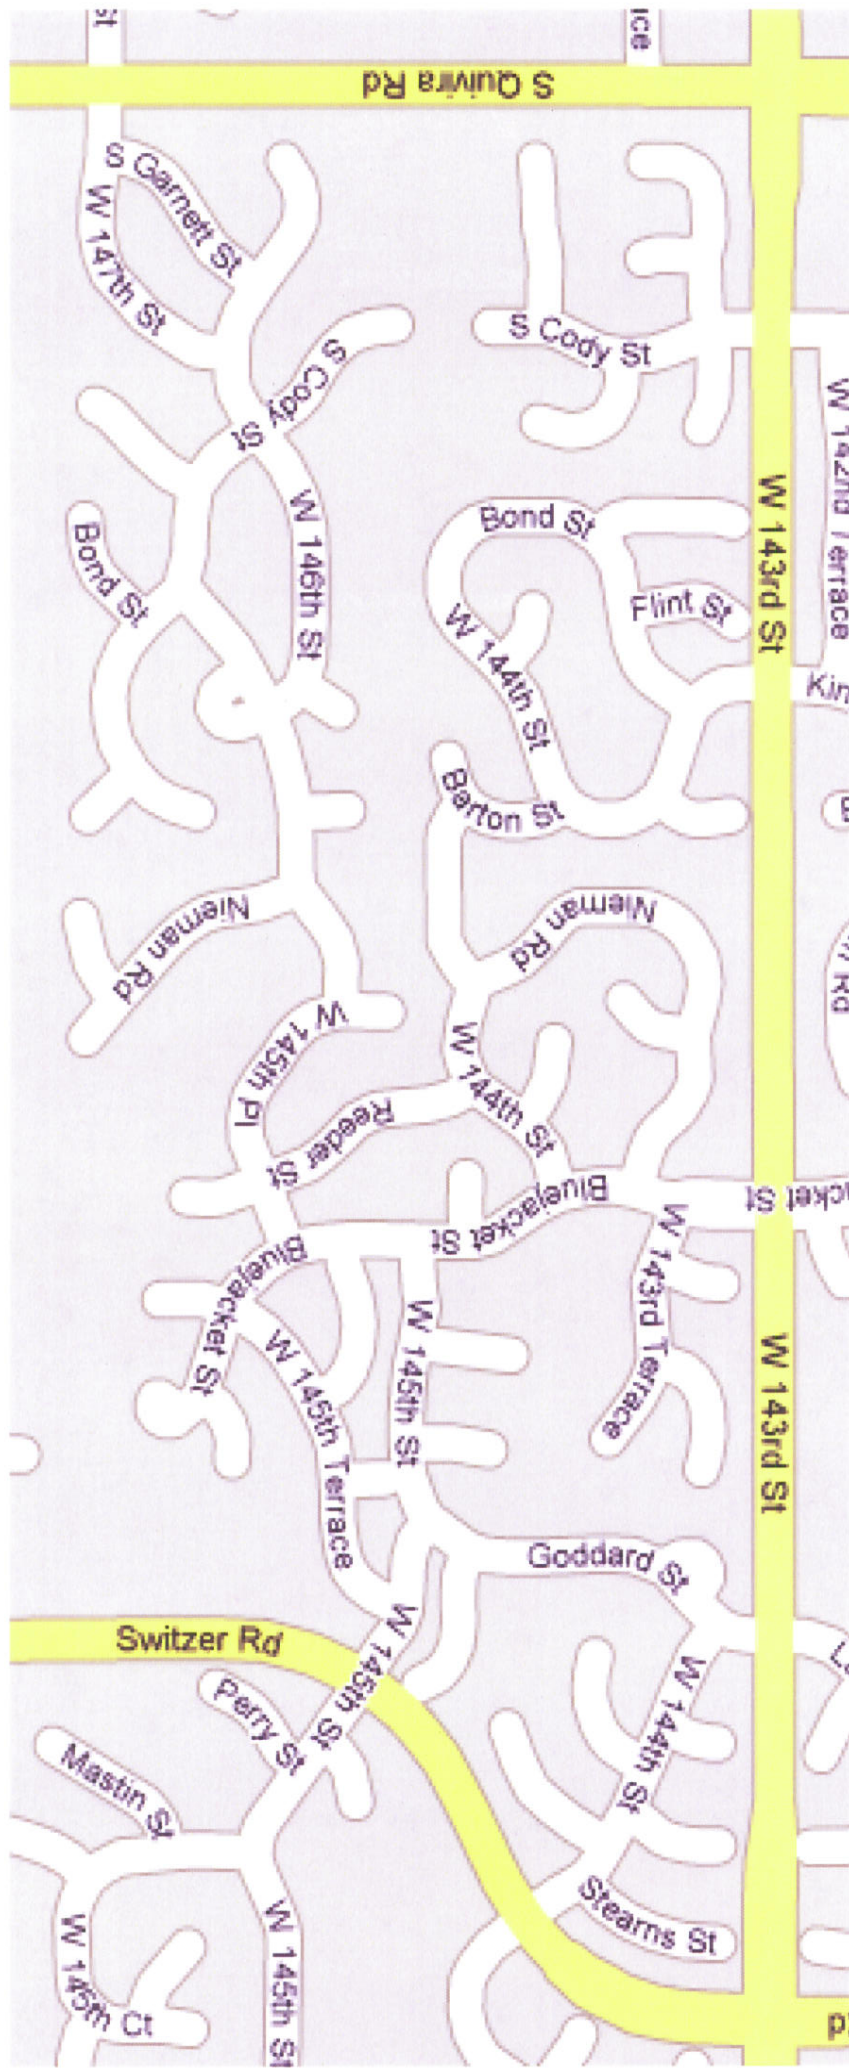 St
S Quivira Rd
S Garnett St
W 147th St
S Cody St
S Cody St
W 142nd Terrace
W 143rd St
W 146th St
Bond St
Bond St
Flint St
W 144th St
Barton St
Nieman Rd
Nieman Rd
W 145th Pl
W 144th St
Reeder St
Bluejacket St
Bluejacket St
W 143rd Terrace
W 145th St
W 145th Terrace
W 143rd St
Goddard St
Switzer Rd
W 145th St
W 144th St
Perry St
Mastin St
Stearns St
W 145th Ct
W 145th St